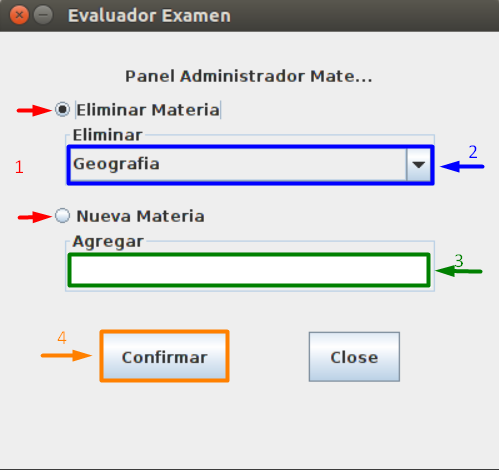 Evaluador Examen
Panel Administrador Mate...
Eliminar Materia
Eliminar
1
Geografia
2
Nueva Materia
Agregar
3
4
Confirmar
Close